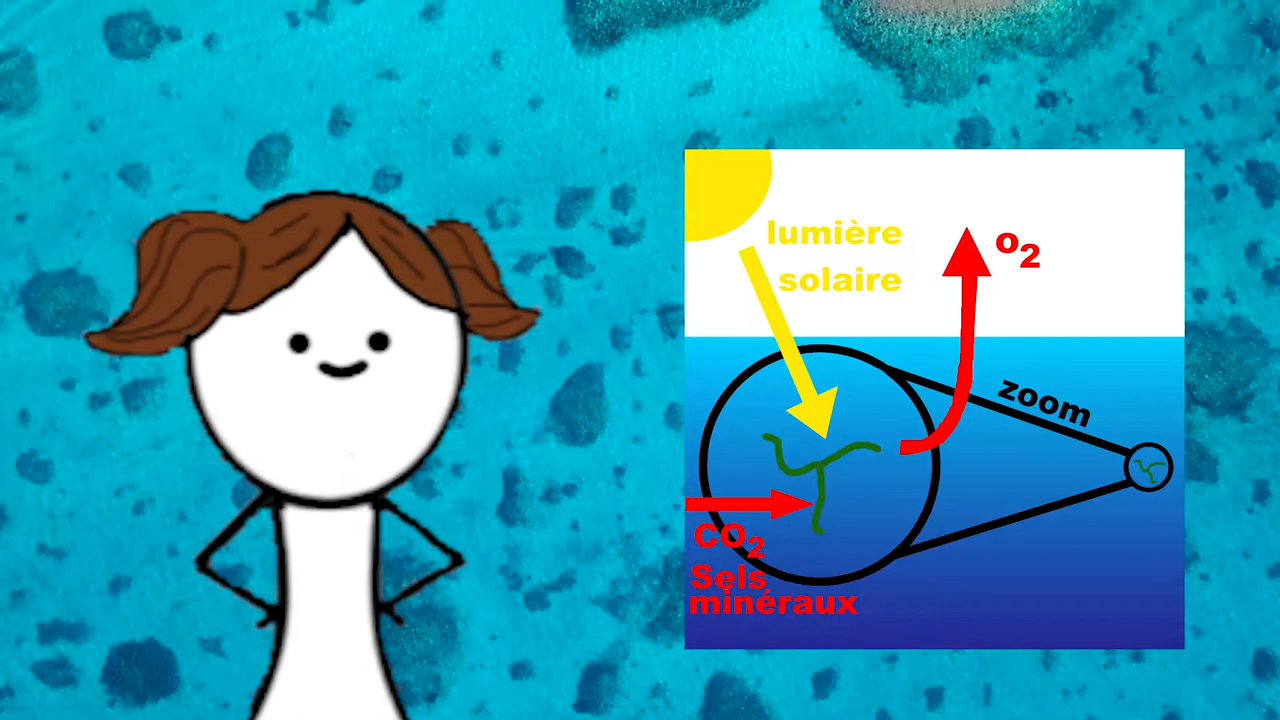 lumière
solaire
O₂
zoom
CO₂
Sels
minéraux